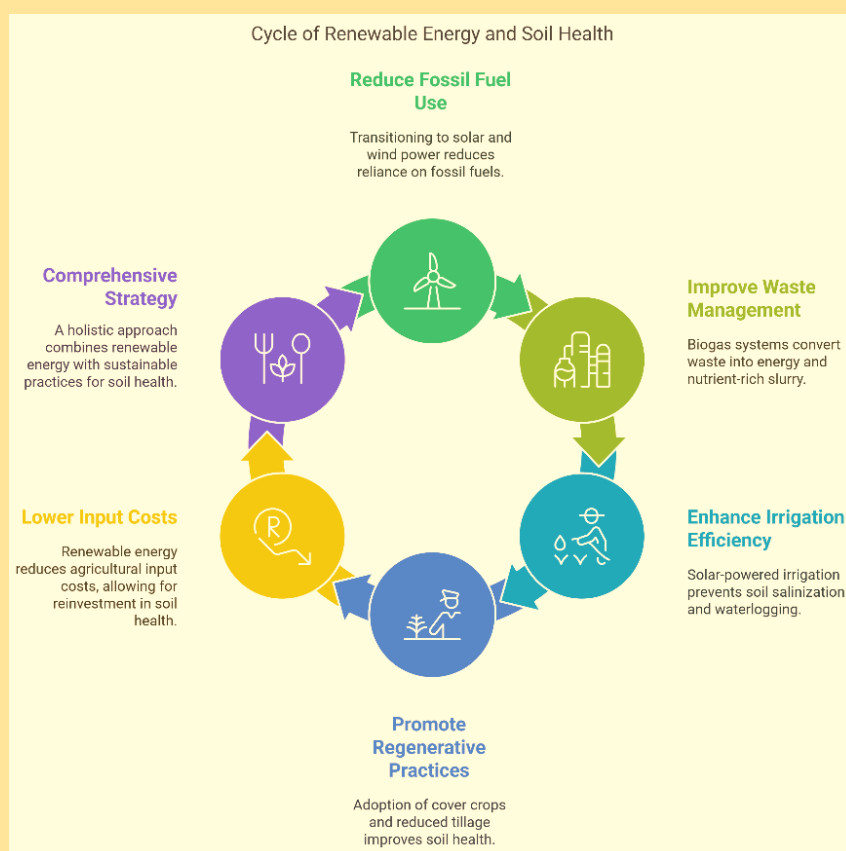 Cycle of Renewable Energy and Soil Health
Reduce Fossil Fuel
Use
Transitioning to solar and
wind power reduces
reliance on fossil fuels.
Improve Waste
Management
Biogas systems convert
waste into energy and
nutrient-rich slurry.
Enhance Irrigation
Efficiency
Solar-powered irrigation
prevents soil salinization
and waterlogging.
Promote
Regenerative
Practices
Adoption of cover crops
and reduced tillage
improves soil health.
Lower Input Costs
Renewable energy
reduces agricultural input
costs, allowing for
reinvestment in soil
health.
R
Comprehensive
Strategy
A holistic approach
combines renewable
energy with sustainable
practices for soil health.